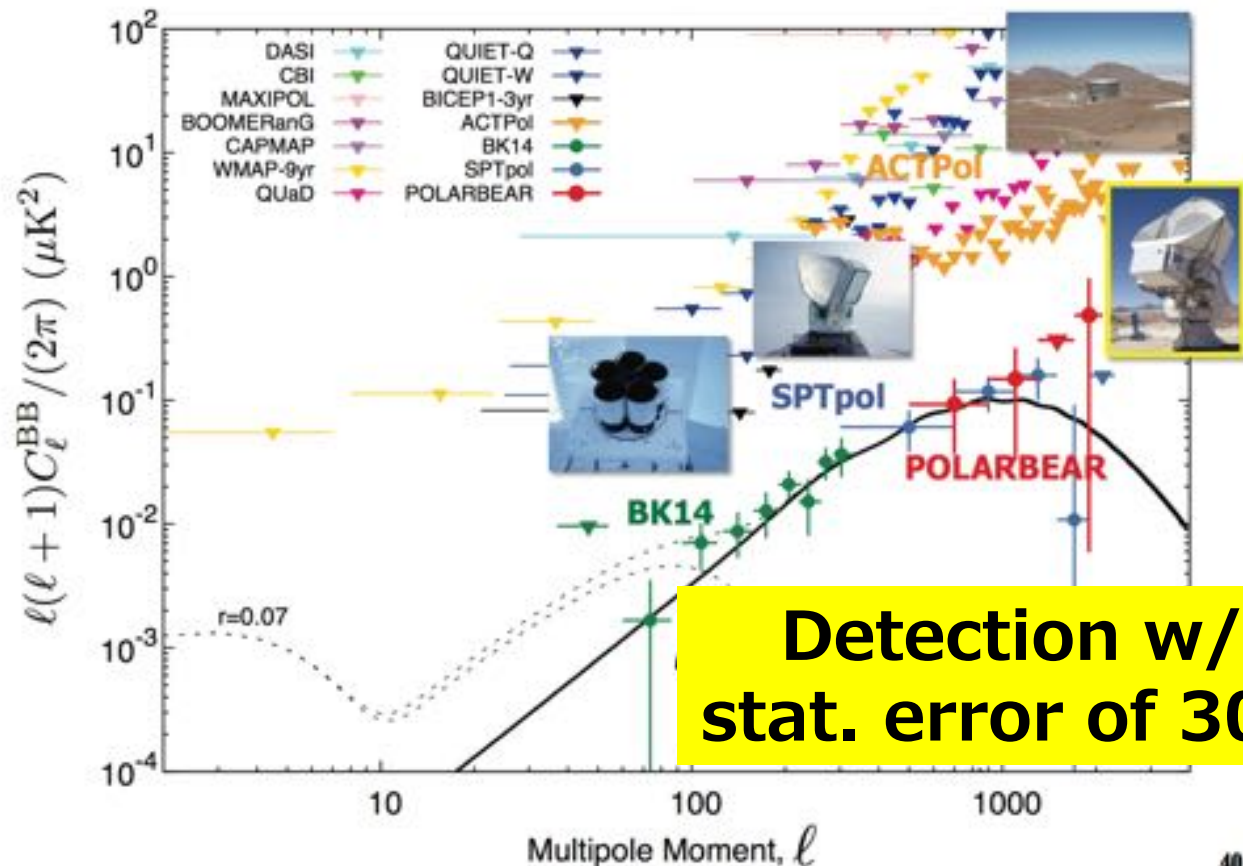 10²
10¹
10⁰
10⁻¹
10⁻²
10⁻³
10⁻⁴
ℓ(ℓ + 1)C_ℓ^BB/(2π) (μK²)
DASI
CBI
MAXIPOL
BOOMERanG
CAPMAP
WMAP-9yr
QUaD
QUIET-Q
QUIET-W
BICEP1-3yr
ACTPol
BK14
SPTpol
POLARBEAR
ACTPol
SPTpol
POLARBEAR
BK14
r=0.07
Detection w/
stat. error of 30
10
100
1000
Multipole Moment, ℓ
40